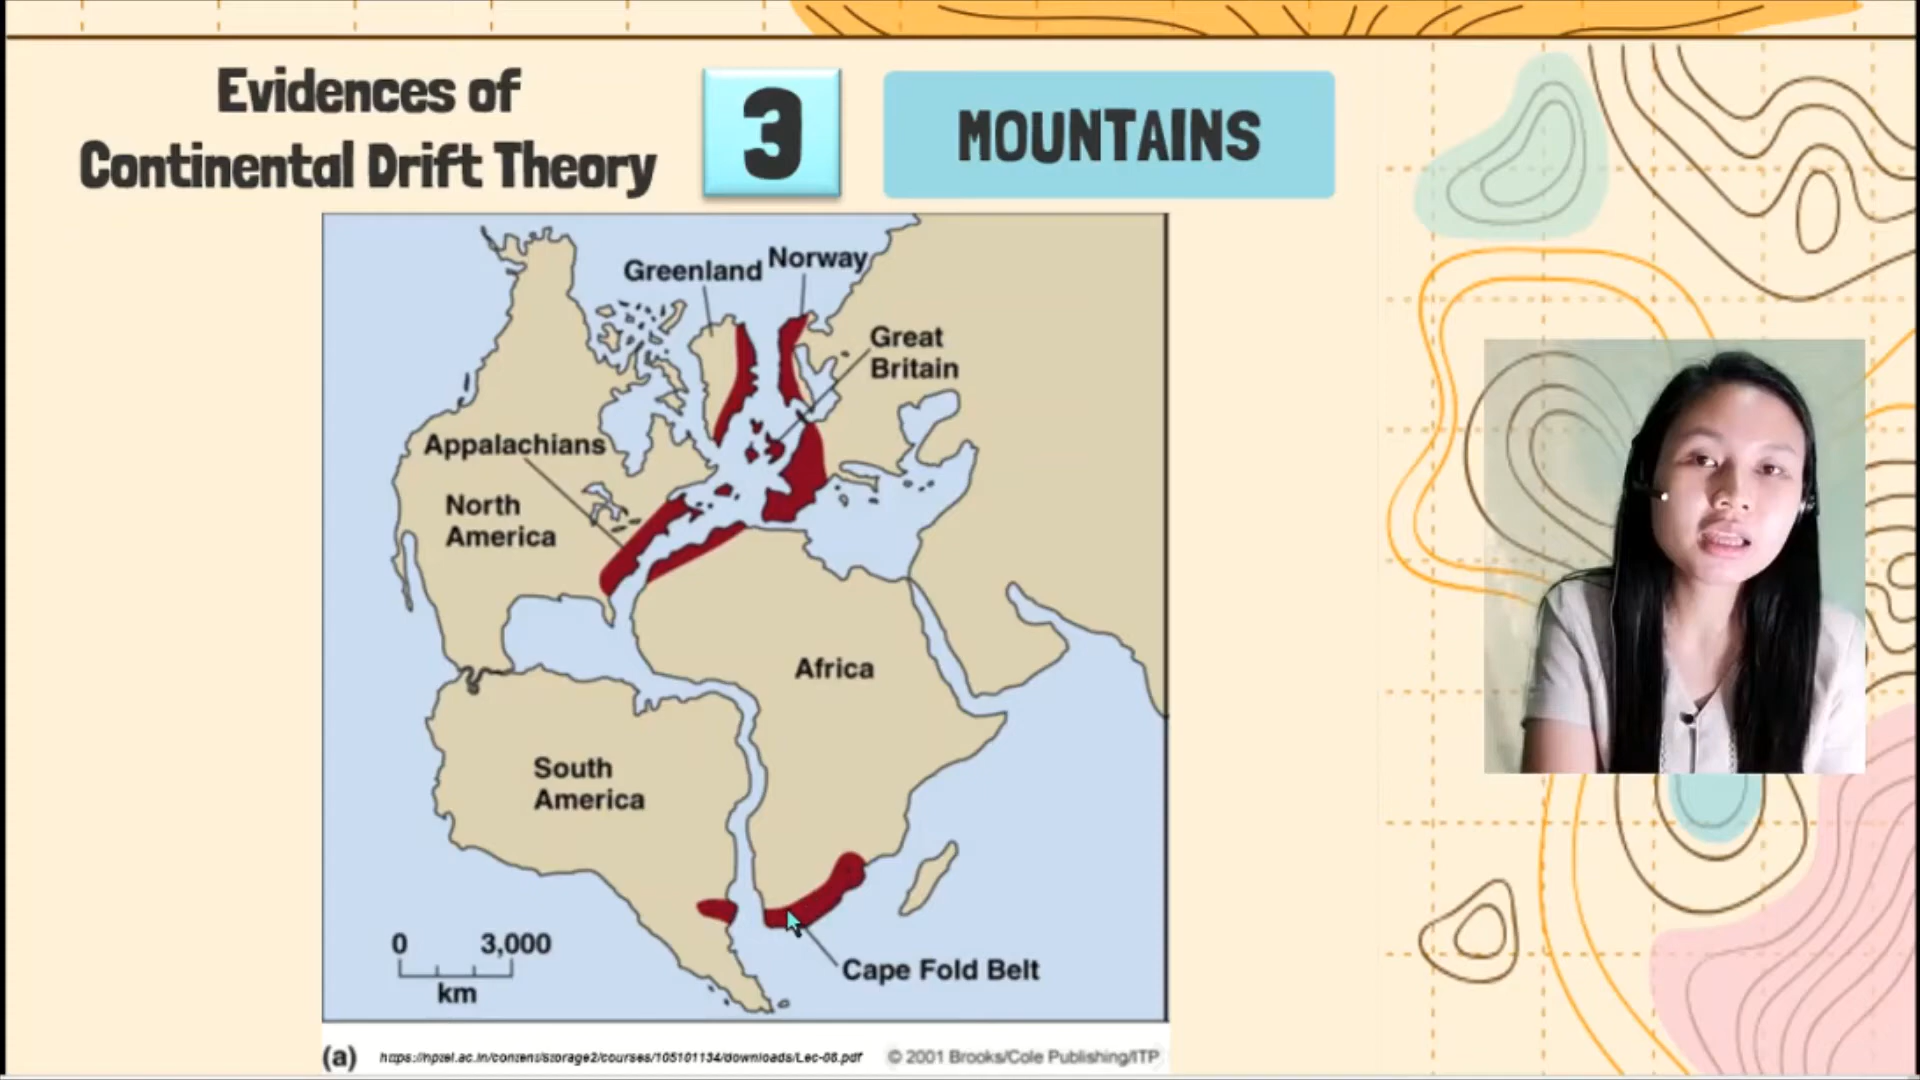 Evidences of
Continental Drift Theory
3
MOUNTAINS
Greenland
Norway
Great
Britain
Appalachians
North
America
Africa
South
America
0 3,000
km
Cape Fold Belt
(a)
© 2001 Brooks/Cole Publishing/ITP